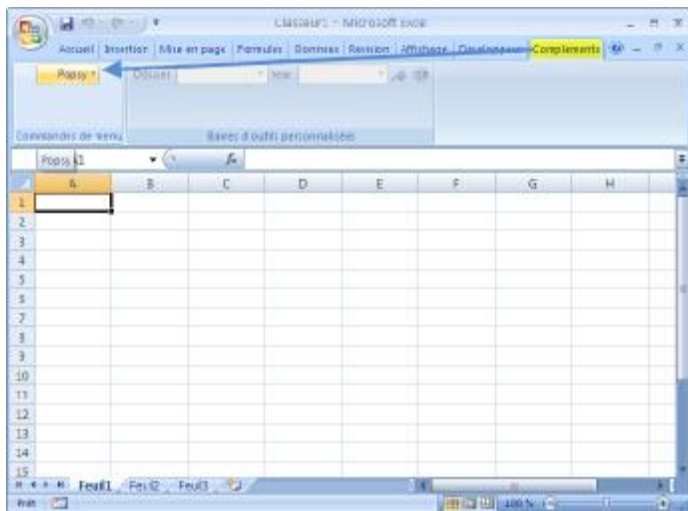 Classeur1 - Microsoft Excel
Accueil Insertion Mise en page Formules Données Révision Affichage Développeur Compléments
Popsy Dossier
Commandes de menu Barres d'outils personnalisées
Popsy A1 fx
A B C D E F G H
1
2
3
4
5
6
7
8
9
10
11
12
13
14
15
Feuil1 Feuil2 Feuil3
Prêt 100 %